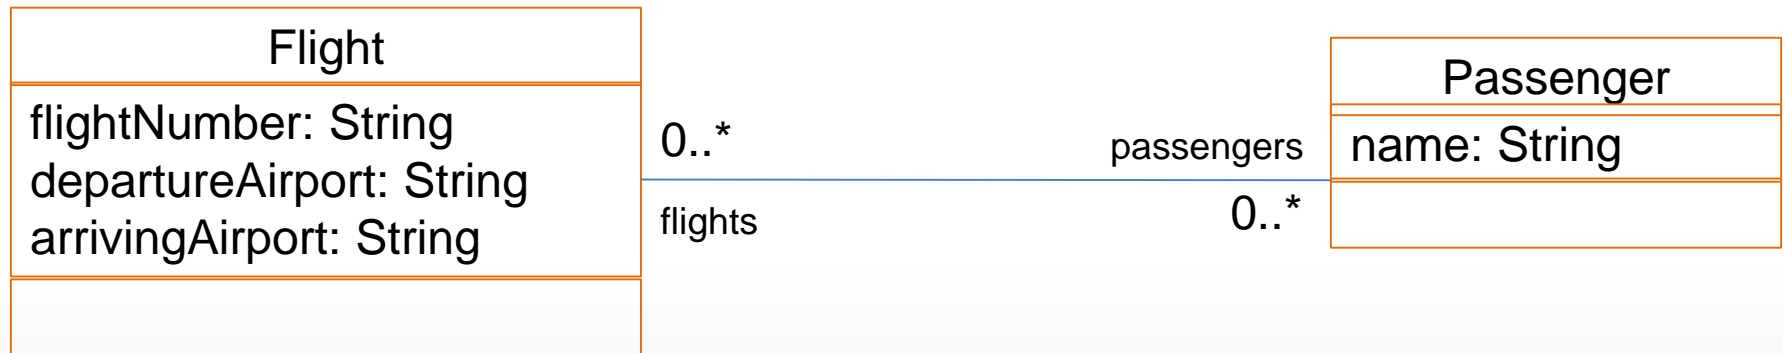 Flight
flightNumber: String
departureAirport: String
arrivingAirport: String
0..*
flights
passengers
0..*
Passenger
name: String